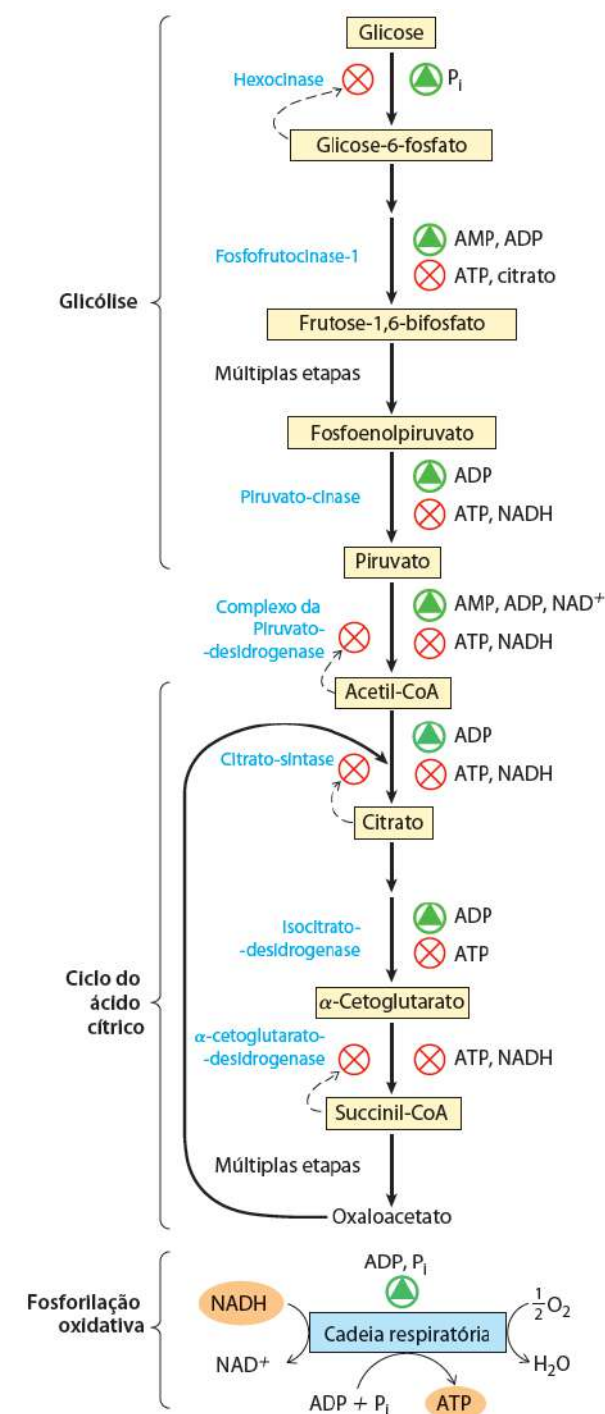 Glicose
Hexocinase
Pi
Glicose-6-fosfato
Fosfofrutocinase-1
AMP, ADP
ATP, citrato
Glicólise
Frutose-1,6-bifosfato
Múltiplas etapas
Fosfoenolpiruvato
ADP
Piruvato-cinase
ATP, NADH
Piruvato
Complexo da
Piruvato-
-desidrogenase
AMP, ADP, NAD⁺
ATP, NADH
Acetil-CoA
ADP
Citrato-sintase
ATP, NADH
Citrato
Isocitrato-
-desidrogenase
ADP
ATP
Ciclo do
ácido
cítrico
α-Cetoglutarato
α-cetoglutarato-
-desidrogenase
ATP, NADH
Succinil-CoA
Múltiplas etapas
Oxaloacetato
Fosforilação
oxidativa
ADP, Pi
NADH
½O₂
Cadeia respiratória
NAD⁺
H₂O
ADP + Pi
ATP